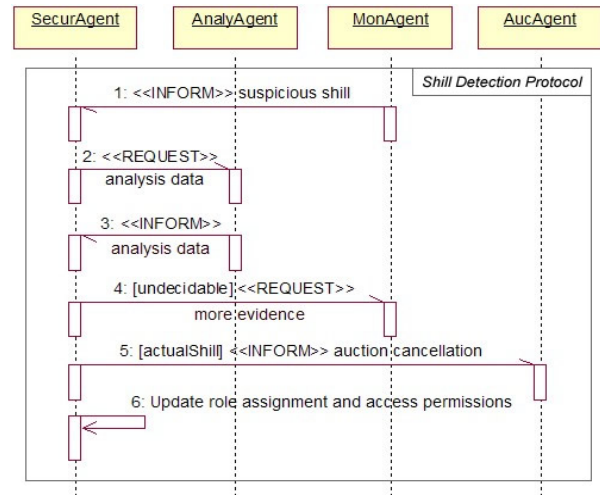 SecurAgent AnalyAgent MonAgent AucAgent
Shill Detection Protocol
1: <<INFORM>> suspicious shill
2: <<REQUEST>>
analysis data
3: <<INFORM>>
analysis data
4: [undecidable] <<REQUEST>>
more evidence
5: [actualShill] <<INFORM>> auction cancellation
6: Update role assignment and access permissions